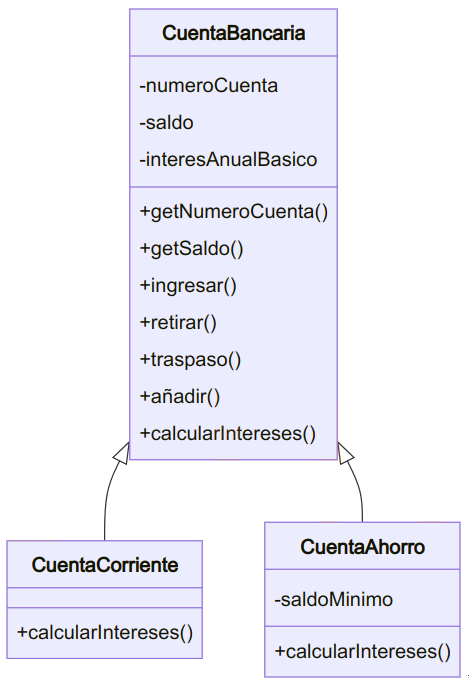 CuentaBancaria
-numeroCuenta
-saldo
-interesAnualBasico
+getNumeroCuenta()
+getSaldo()
+ingresar()
+retirar()
+traspaso()
+añadir()
+calcularIntereses()
CuentaCorriente
+calcularIntereses()
CuentaAhorro
-saldoMinimo
+calcularIntereses()